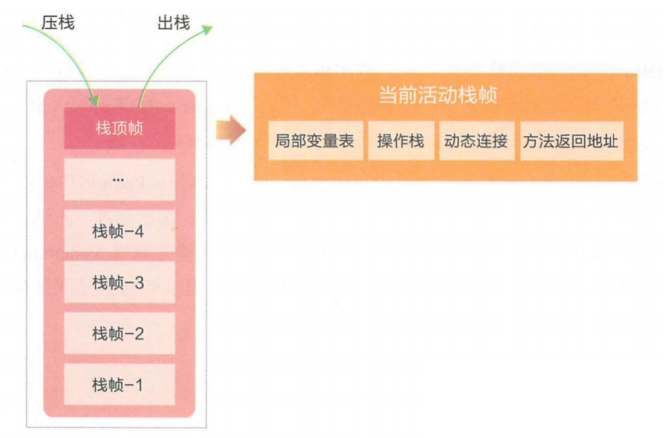 压栈
出栈
栈顶帧
...
栈帧-4
栈帧-3
栈帧-2
栈帧-1
当前活动栈帧
局部变量表
操作栈
动态连接
方法返回地址